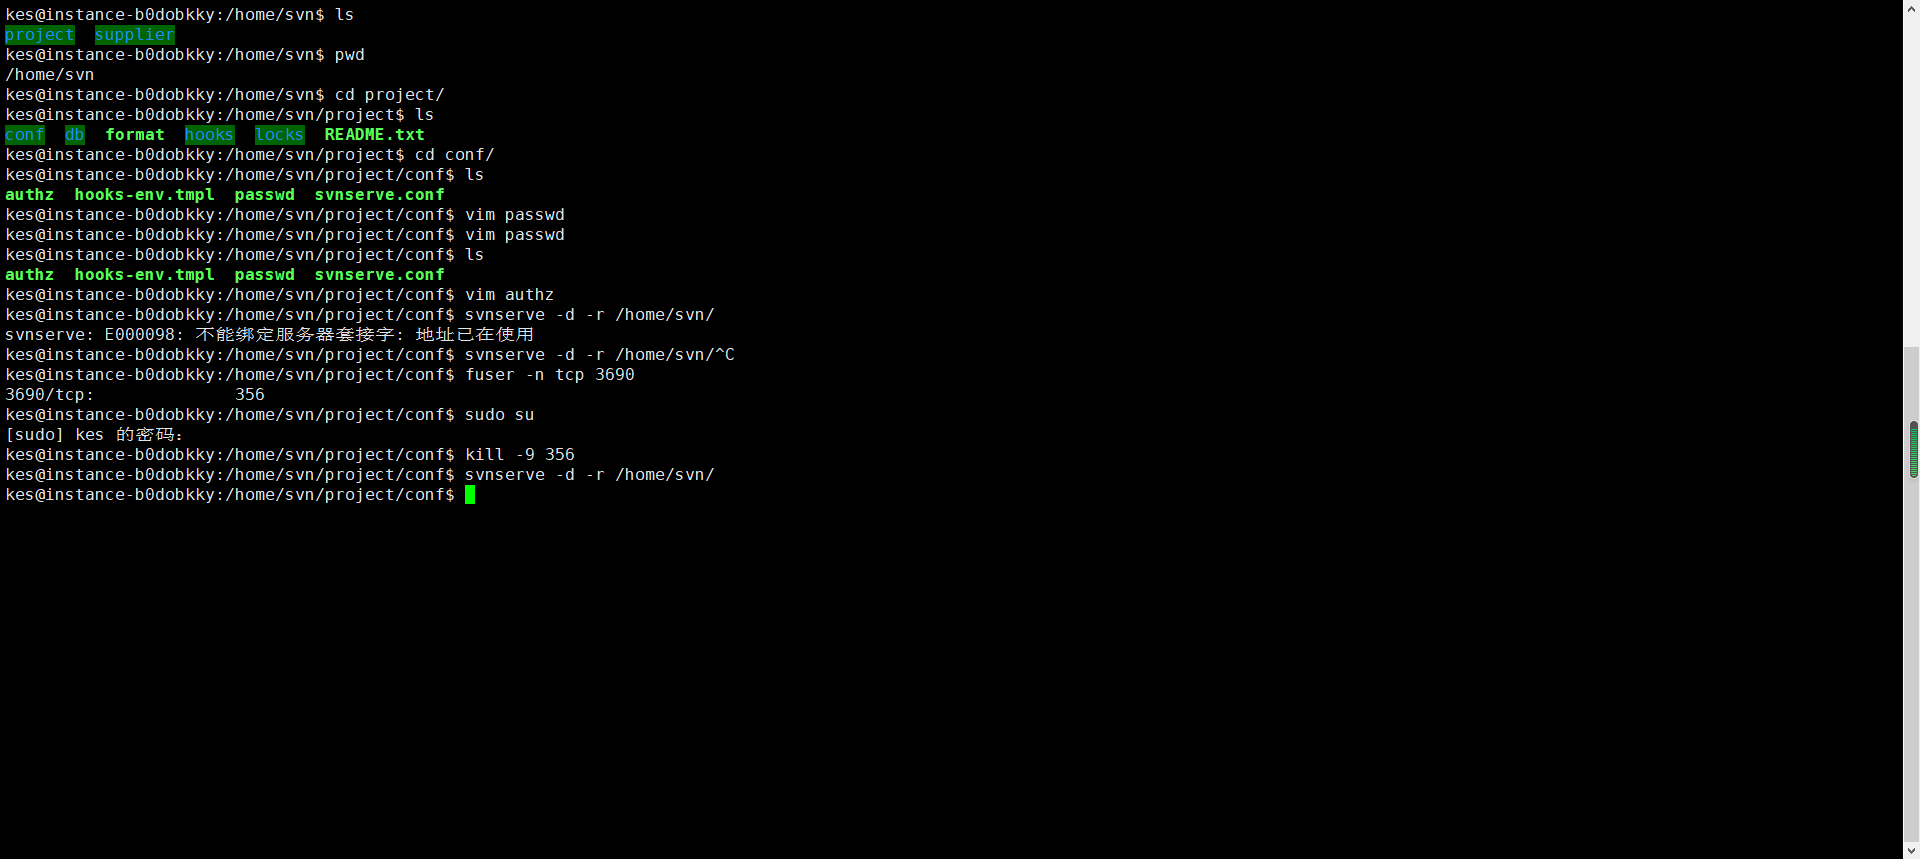 kes@instance-b0dobkky:/home/svn$ ls
project  supplier
kes@instance-b0dobkky:/home/svn$ pwd
/home/svn
kes@instance-b0dobkky:/home/svn$ cd project/
kes@instance-b0dobkky:/home/svn/project$ ls
conf  db  format  hooks  locks  README.txt
kes@instance-b0dobkky:/home/svn/project$ cd conf/
kes@instance-b0dobkky:/home/svn/project/conf$ ls
authz  hooks-env.tmpl  passwd  svnserve.conf
kes@instance-b0dobkky:/home/svn/project/conf$ vim passwd
kes@instance-b0dobkky:/home/svn/project/conf$ vim passwd
kes@instance-b0dobkky:/home/svn/project/conf$ ls
authz  hooks-env.tmpl  passwd  svnserve.conf
kes@instance-b0dobkky:/home/svn/project/conf$ vim authz
kes@instance-b0dobkky:/home/svn/project/conf$ svnserve -d -r /home/svn/
svnserve: E000098: 不能绑定服务器套接字: 地址已在使用
kes@instance-b0dobkky:/home/svn/project/conf$ svnserve -d -r /home/svn/^C
kes@instance-b0dobkky:/home/svn/project/conf$ fuser -n tcp 3690
3690/tcp:              356
kes@instance-b0dobkky:/home/svn/project/conf$ sudo su
[sudo] kes 的密码：
kes@instance-b0dobkky:/home/svn/project/conf$ kill -9 356
kes@instance-b0dobkky:/home/svn/project/conf$ svnserve -d -r /home/svn/
kes@instance-b0dobkky:/home/svn/project/conf$